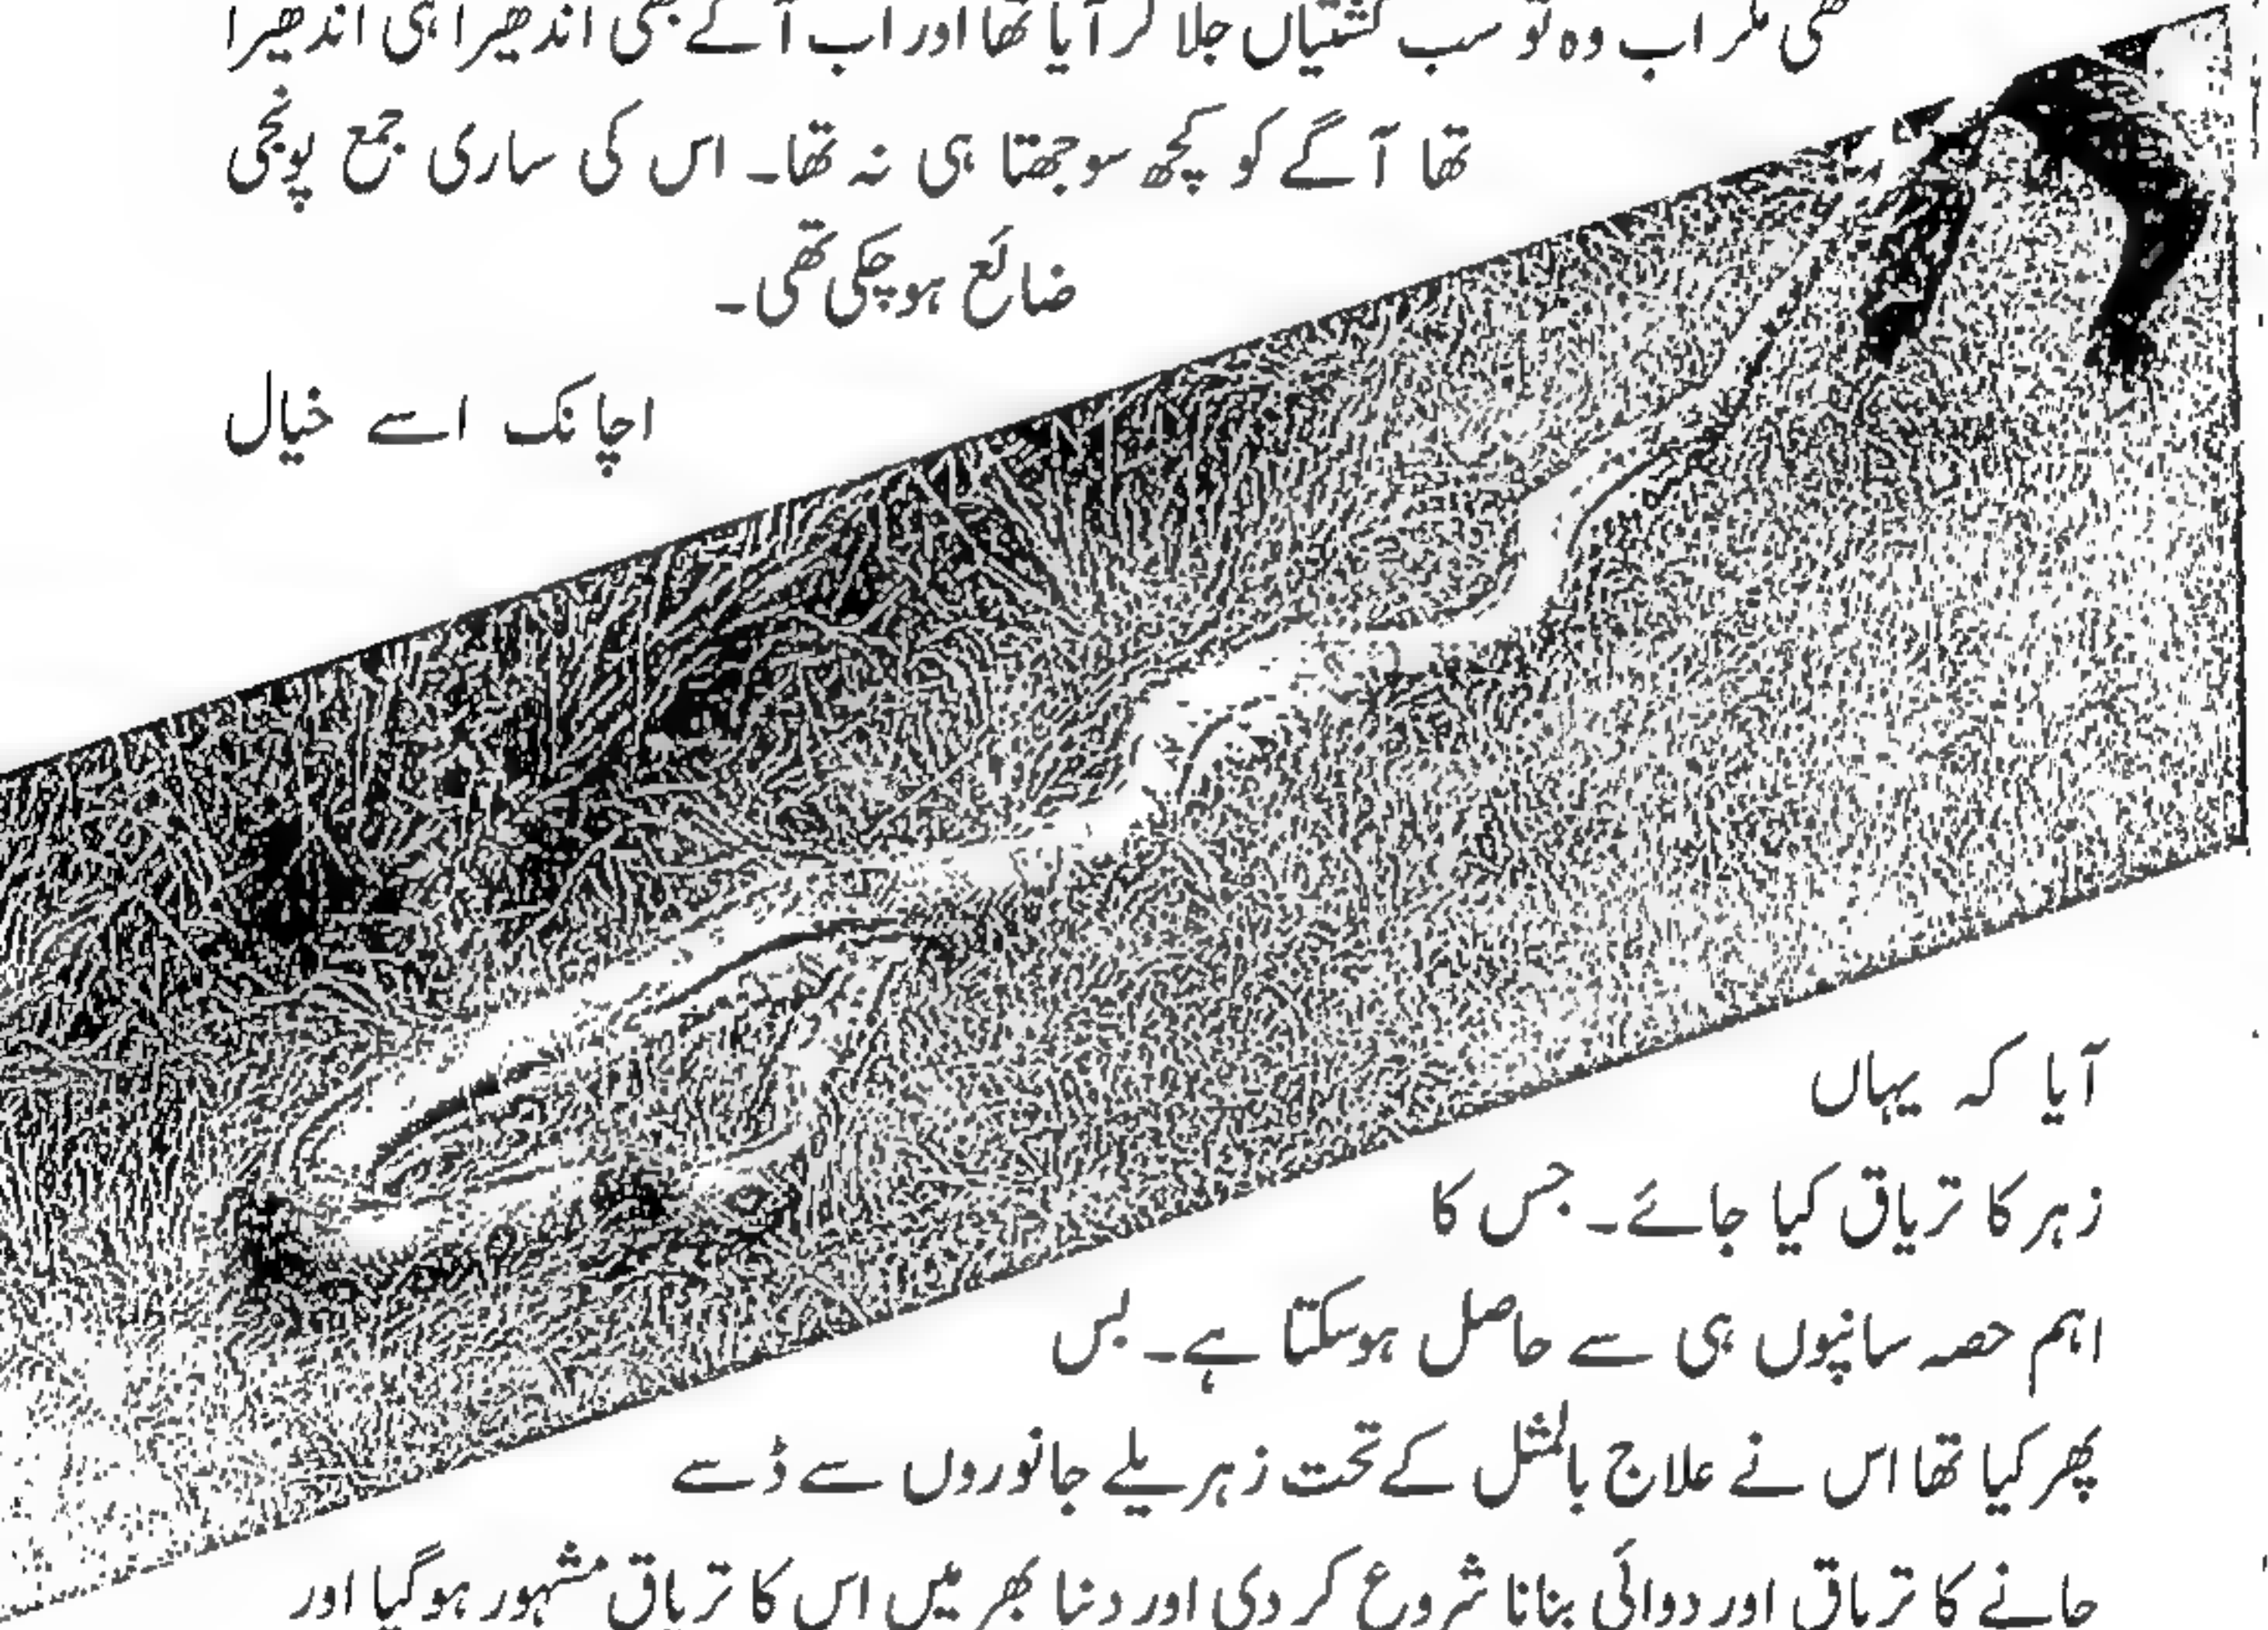 تھی مگر اب وہ تو سب کشتیاں جلا کر آیا تھا اور اب آگے بھی اندھیرا ہی اندھیرا
تھا آگے کو کچھ سوجھتا ہی نہ تھا۔ اس کی ساری جمع پونجی
ضائع ہوچکی تھی۔
اچانک اسے خیال
آیا کہ یہاں
زہر کا تریاق کیا جائے۔ جس کا
اہم حصہ سانپوں ہی سے حاصل ہوسکتا ہے۔ بس
پھر کیا تھا اس نے علاج بالمثل کے تحت زہریلے جانوروں سے ڈسے
جانے کا تریاق اور دوائی بنانا شروع کر دی اور دنیا بھر میں اس کا تریاق مشہور ہوگیا اور